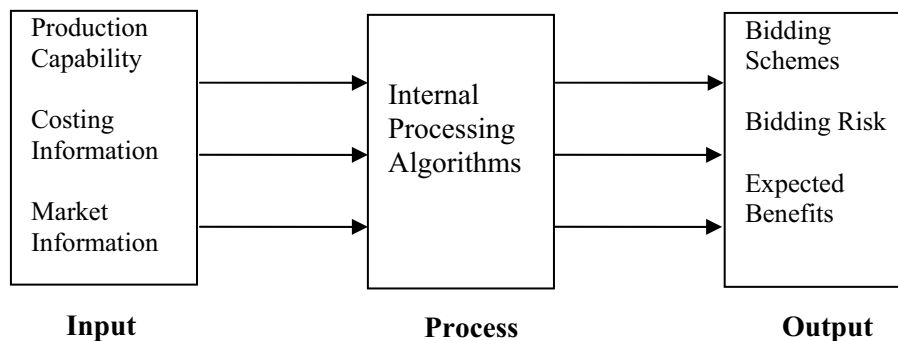 Production
Capability
Costing
Information
Market
Information
Internal
Processing
Algorithms
Bidding
Schemes
Bidding Risk
Expected
Benefits
Input
Process
Output